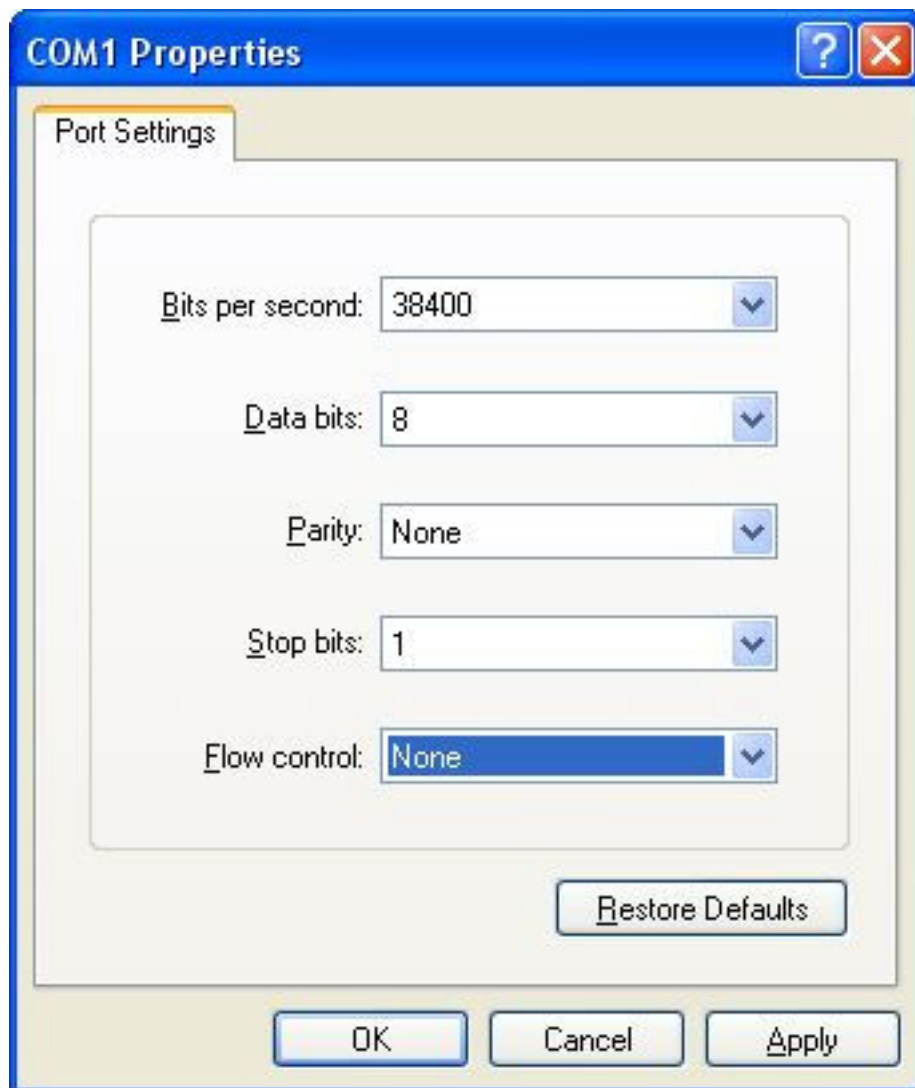 COM1 Properties
Port Settings
Bits per second: 38400
Data bits: 8
Parity: None
Stop bits: 1
Flow control: None
Restore Defaults
OK Cancel Apply